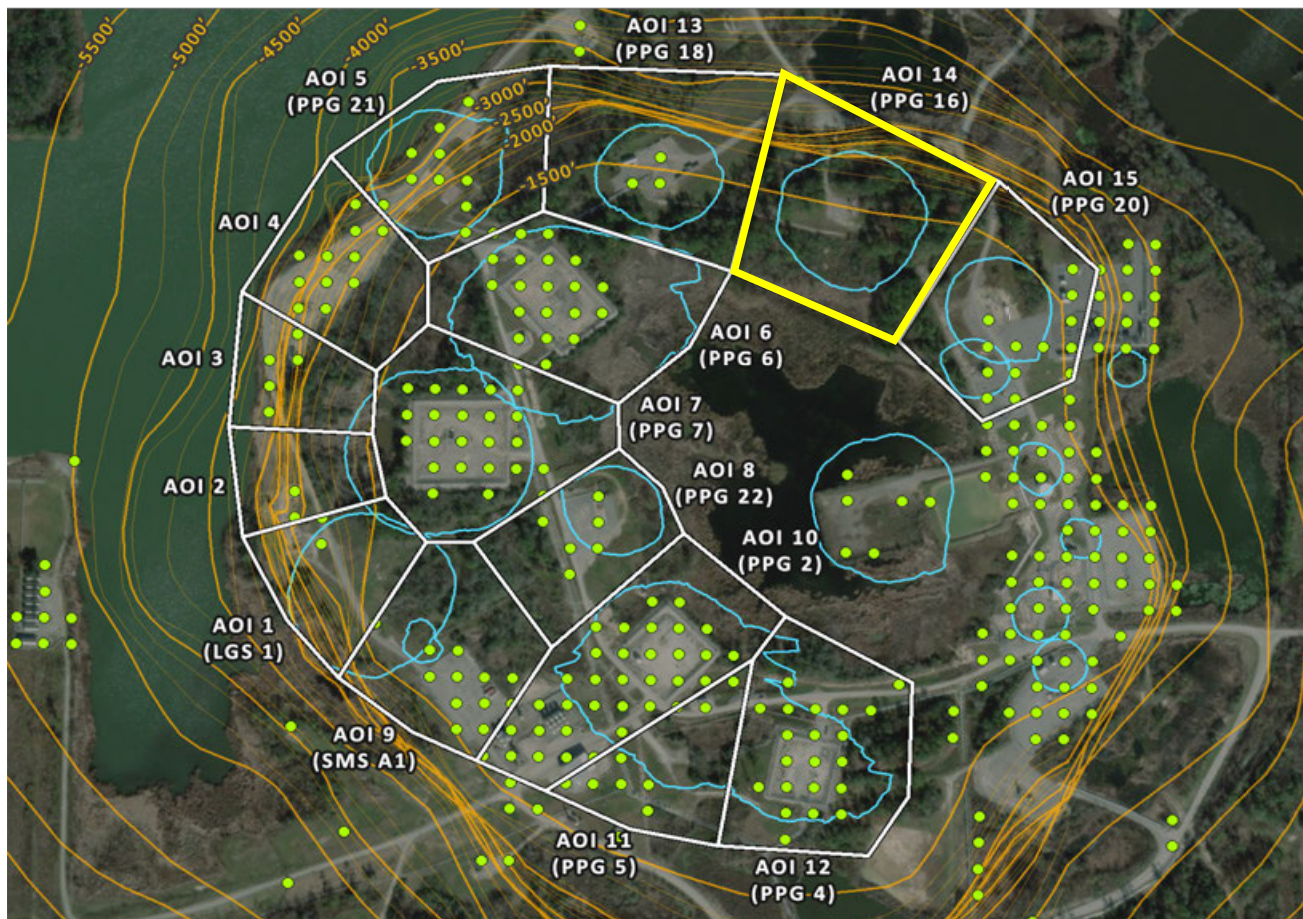 -5500'
-5000'
-4500'
-4000'
-3500'
-3000'
-2500'
-2000'
-1500'
AOI 13
(PPG 18)
AOI 14
(PPG 16)
AOI 5
(PPG 21)
AOI 15
(PPG 20)
AOI 4
AOI 6
(PPG 6)
AOI 3
AOI 7
(PPG 7)
AOI 8
(PPG 22)
AOI 2
AOI 10
(PPG 2)
AOI 1
(LGS 1)
AOI 9
(SMS A1)
AOI 11
(PPG 5)
AOI 12
(PPG 4)